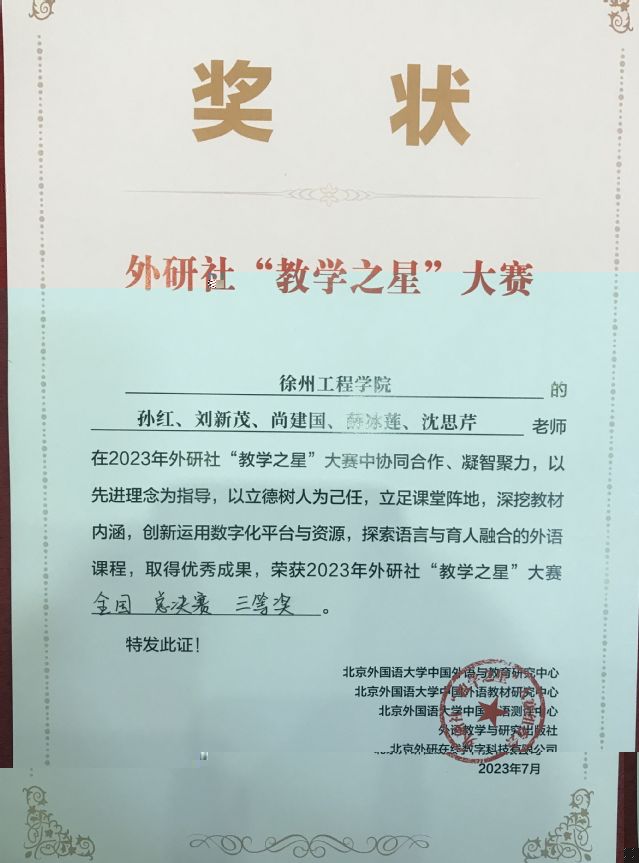 奖 状
外研社“教学之星”大赛
徐州工程学院 的
孙红、刘新茂、尚建国、薛冰莲、沈思芹 老师
在2023年外研社“教学之星”大赛中协同合作、凝智聚力，以
先进理念为指导，以立德树人为己任，立足课堂阵地，深挖教材
内涵，创新运用数字化平台与资源，探索语言与育人融合的外语
课程，取得优秀成果，荣获2023年外研社“教学之星”大赛
全国 总决赛 三等奖 。
特发此证！
北京外国语大学中国外语与教育研究中心
北京外国语大学中国外语教材研究中心
北京外国语大学中国外语测评中心
外语教学与研究出版社
北京外研在线数字科技有限公司
2023年7月